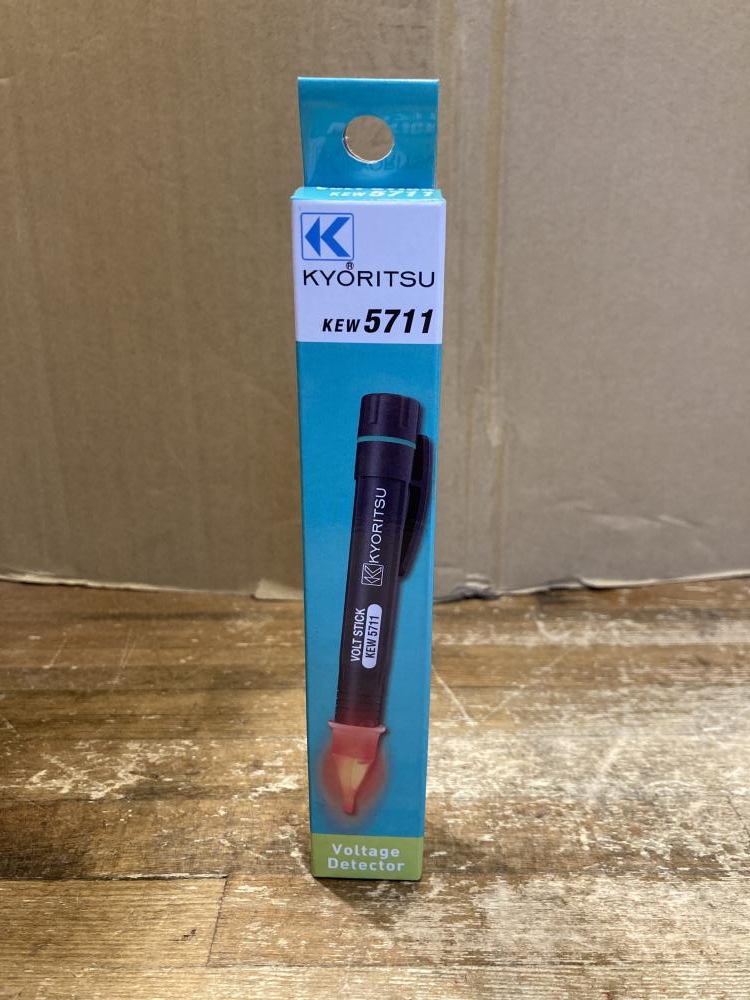 KEW 5711
KYORITSU®
KEW 5711
KYORITSU
VOLT STICK
KEW 5711
Voltage
Detector